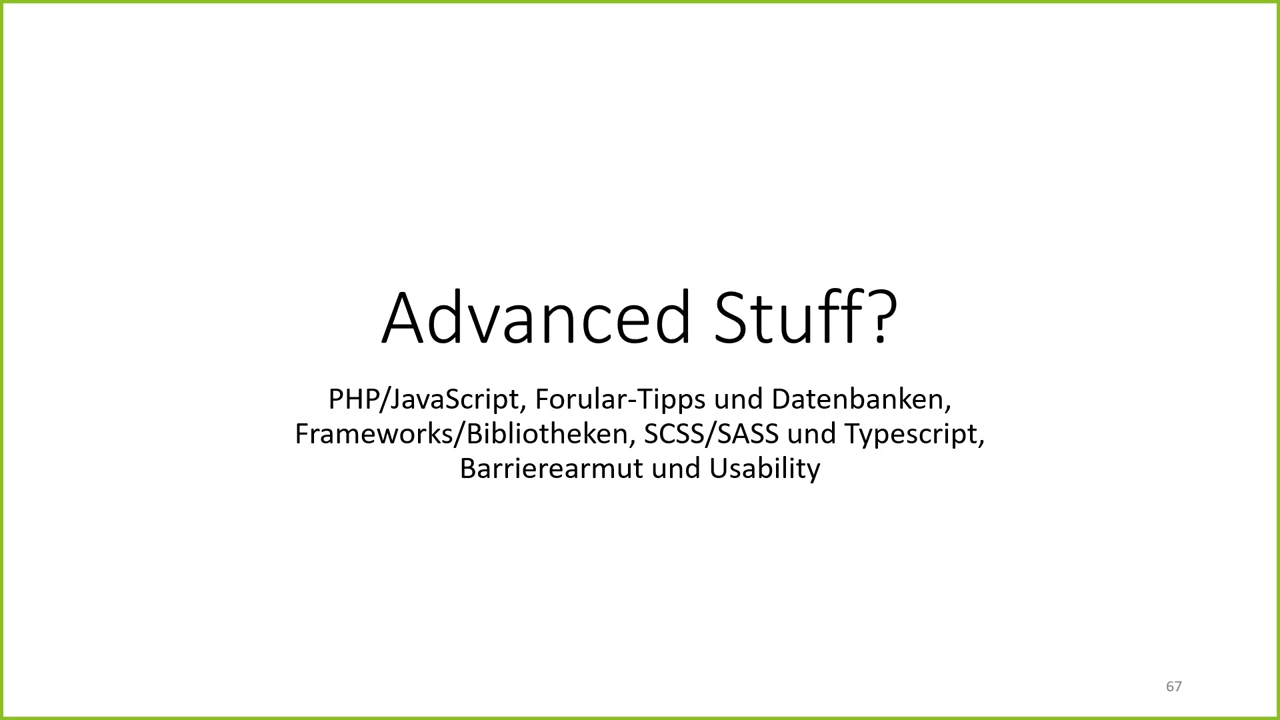 Advanced Stuff?
PHP/JavaScript, Forular-Tipps und Datenbanken,
Frameworks/Bibliotheken, SCSS/SASS und Typescript,
Barrierearmut und Usability
67